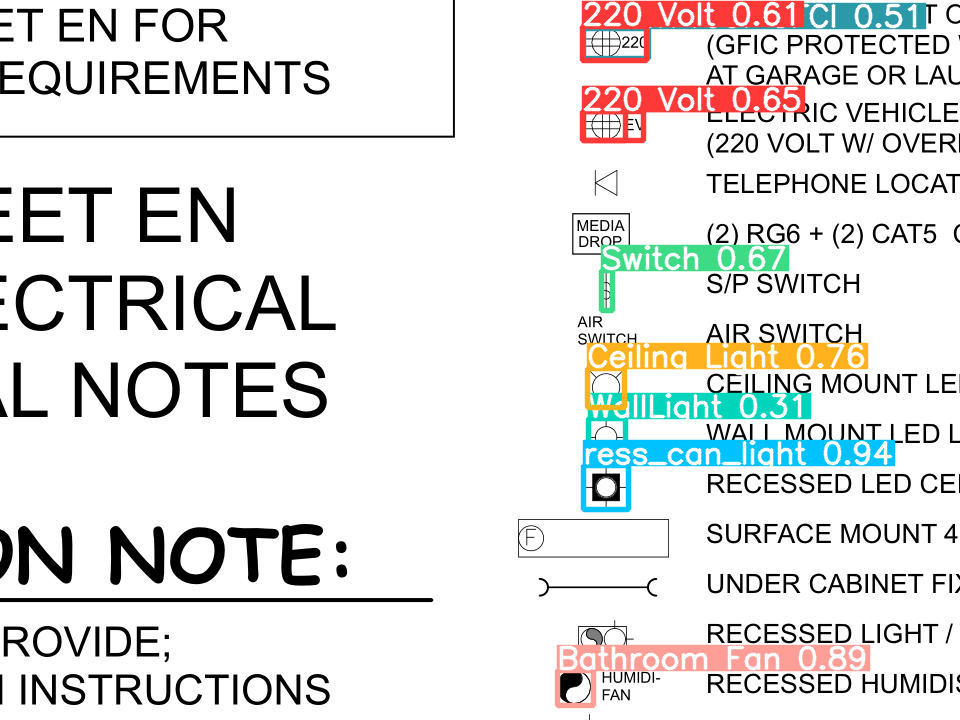 ET EN FOR
EQUIREMENTS
EET EN
ECTRICAL
AL NOTES
ON NOTE:
ROVIDE;
INSTRUCTIONS
220 Volt 0.61
CI 0.51
220
(GFIC PROTECTED
AT GARAGE OR LAU
220 Volt 0.65
EV
ELECTRIC VEHICLE
(220 VOLT W/ OVER
TELEPHONE LOCAT
MEDIA
DROP
(2) RG6 + (2) CAT5
Switch 0.67
S/P SWITCH
AIR
SWITCH
AIR SWITCH
Ceiling Light 0.76
CEILING MOUNT LE
WallLight 0.31
WALL MOUNT LED L
ress_can_light 0.94
RECESSED LED CE
F
SURFACE MOUNT 4
UNDER CABINET FI
RECESSED LIGHT /
Bathroom Fan 0.89
HUMIDI-
FAN
RECESSED HUMIDIS